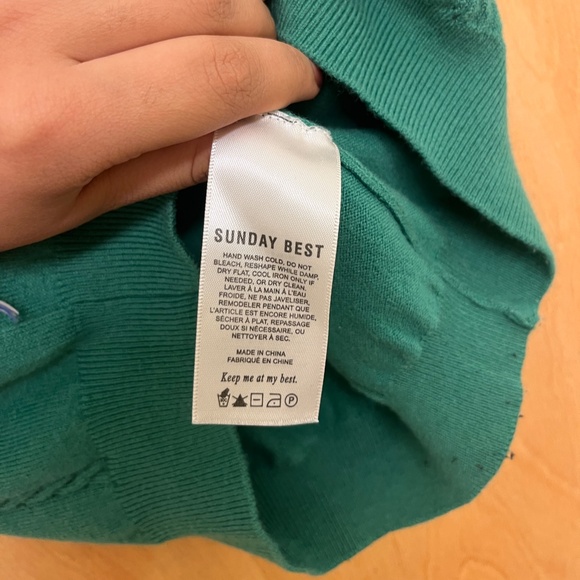 SUNDAY BEST
HAND WASH COLD, DO NOT
BLEACH, RESHAPE WHILE DAMP,
DRY FLAT, COOL IRON ONLY IF
NEEDED, OR DRY CLEAN.
LAVER À LA MAIN À L'EAU
FROIDE, NE PAS JAVELISER,
REMODELER PENDANT QUE
L'ARTICLE EST ENCORE HUMIDE,
SÉCHER À PLAT, REPASSAGE
DOUX SI NÉCESSAIRE, OU
NETTOYER À SEC.
MADE IN CHINA
FABRIQUÉ EN CHINE
Keep me at my best.
P